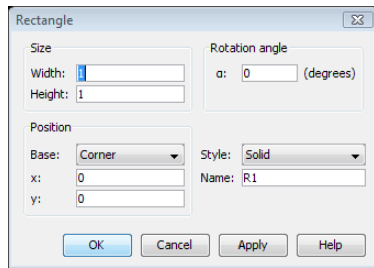 Rectangle
Size
Width: 1
Height: 1
Rotation angle
α: 0 (degrees)
Position
Base: Corner
x: 0
y: 0
Style: Solid
Name: R1
OK Cancel Apply Help